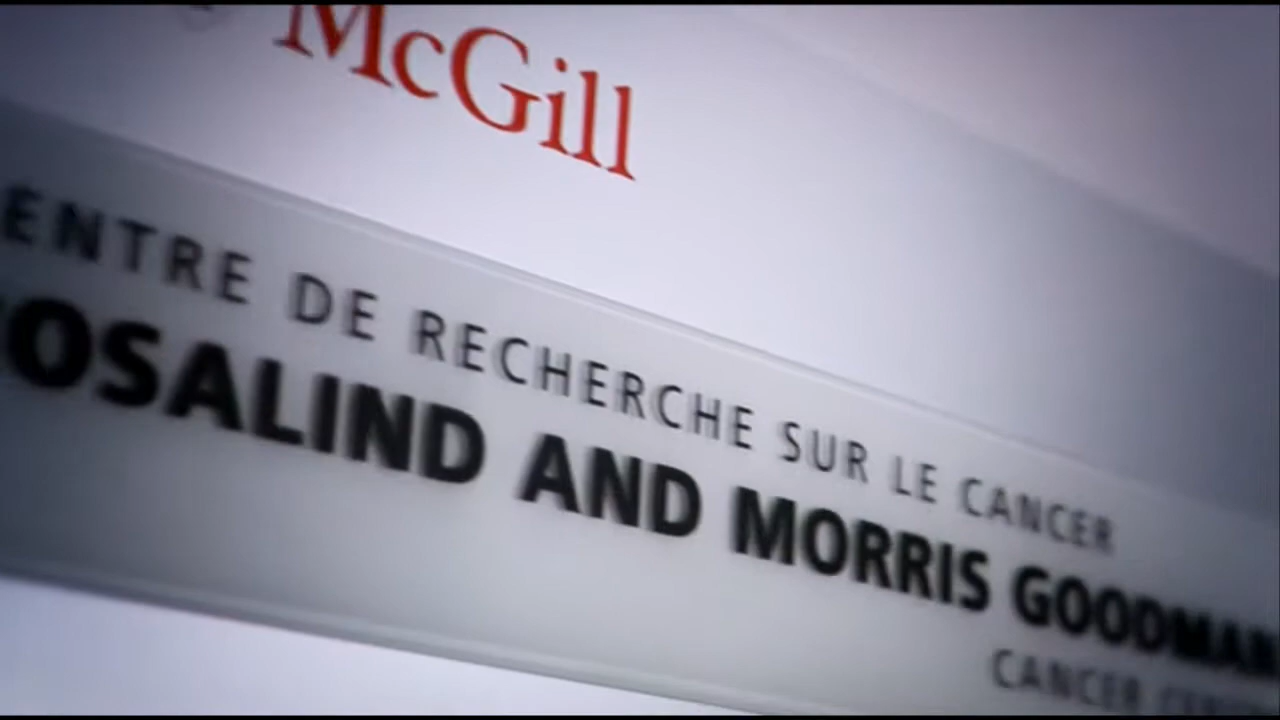 McGill
ENTRE DE RECHERCHE SUR LE CANCER
OSALIND AND MORRIS GOODMAN
CANCER